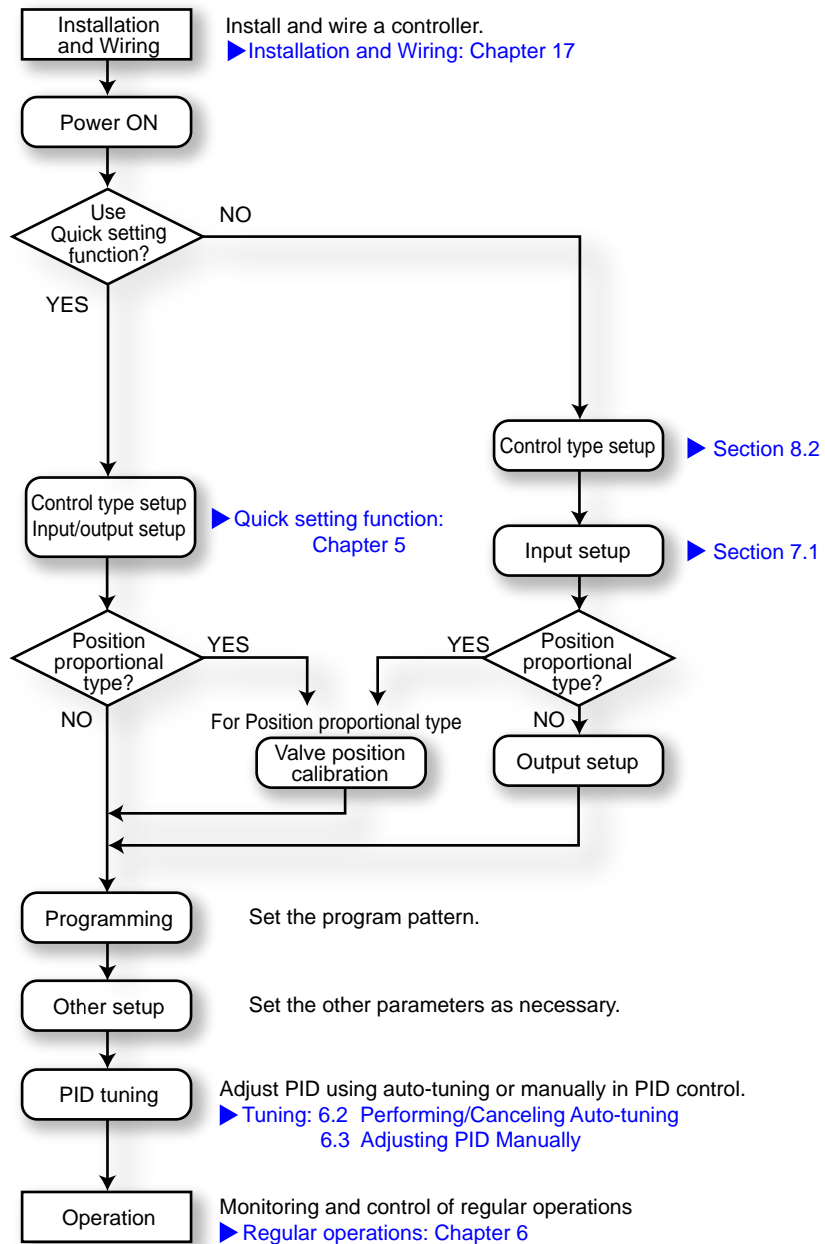 Installation
and Wiring
Install and wire a controller.
▶Installation and Wiring: Chapter 17
Power ON
Use
Quick setting
function?
NO
YES
Control type setup
▶ Section 8.2
Control type setup
Input/output setup
▶Quick setting function:
Chapter 5
Input setup
▶ Section 7.1
Position
proportional
type?
YES
YES
Position
proportional
type?
NO
For Position proportional type
NO
Valve position
calibration
Output setup
Programming
Set the program pattern.
Other setup
Set the other parameters as necessary.
PID tuning
Adjust PID using auto-tuning or manually in PID control.
▶Tuning: 6.2 Performing/Canceling Auto-tuning
6.3 Adjusting PID Manually
Operation
Monitoring and control of regular operations
▶Regular operations: Chapter 6